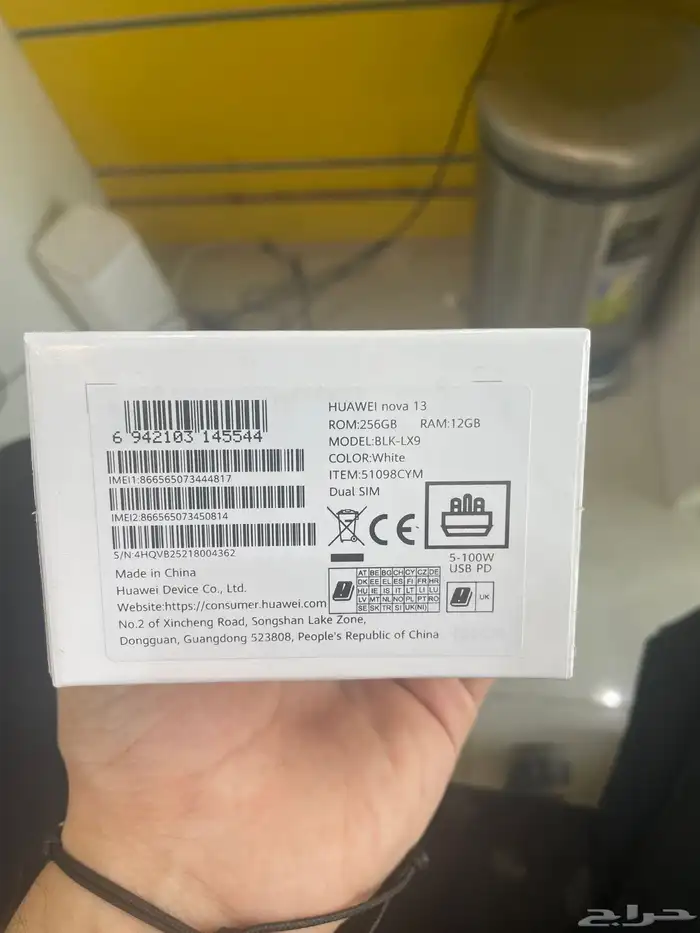 6 942103 145544
IMEI1:866565073444817
IMEI2:866565073450814
S/N:4HQVB25218004362
HUAWEI nova 13
ROM:256GB RAM:12GB
MODEL:BLK-LX9
COLOR:White
ITEM:51098CYM
Dual SIM
CE
5-100W
USB PD
Made in China
Huawei Device Co., Ltd.
Website:https://consumer.huawei.com
No.2 of Xincheng Road, Songshan Lake Zone,
Dongguan, Guangdong 523808, People's Republic of China
AT BE BG CH CY CZ DE
DK EE EL ES FI FR HR
HU IE IS IT LT LI LU
LV MT NL NO PL PT RO
SE SK TR SI UK(NI)
UK
حراج